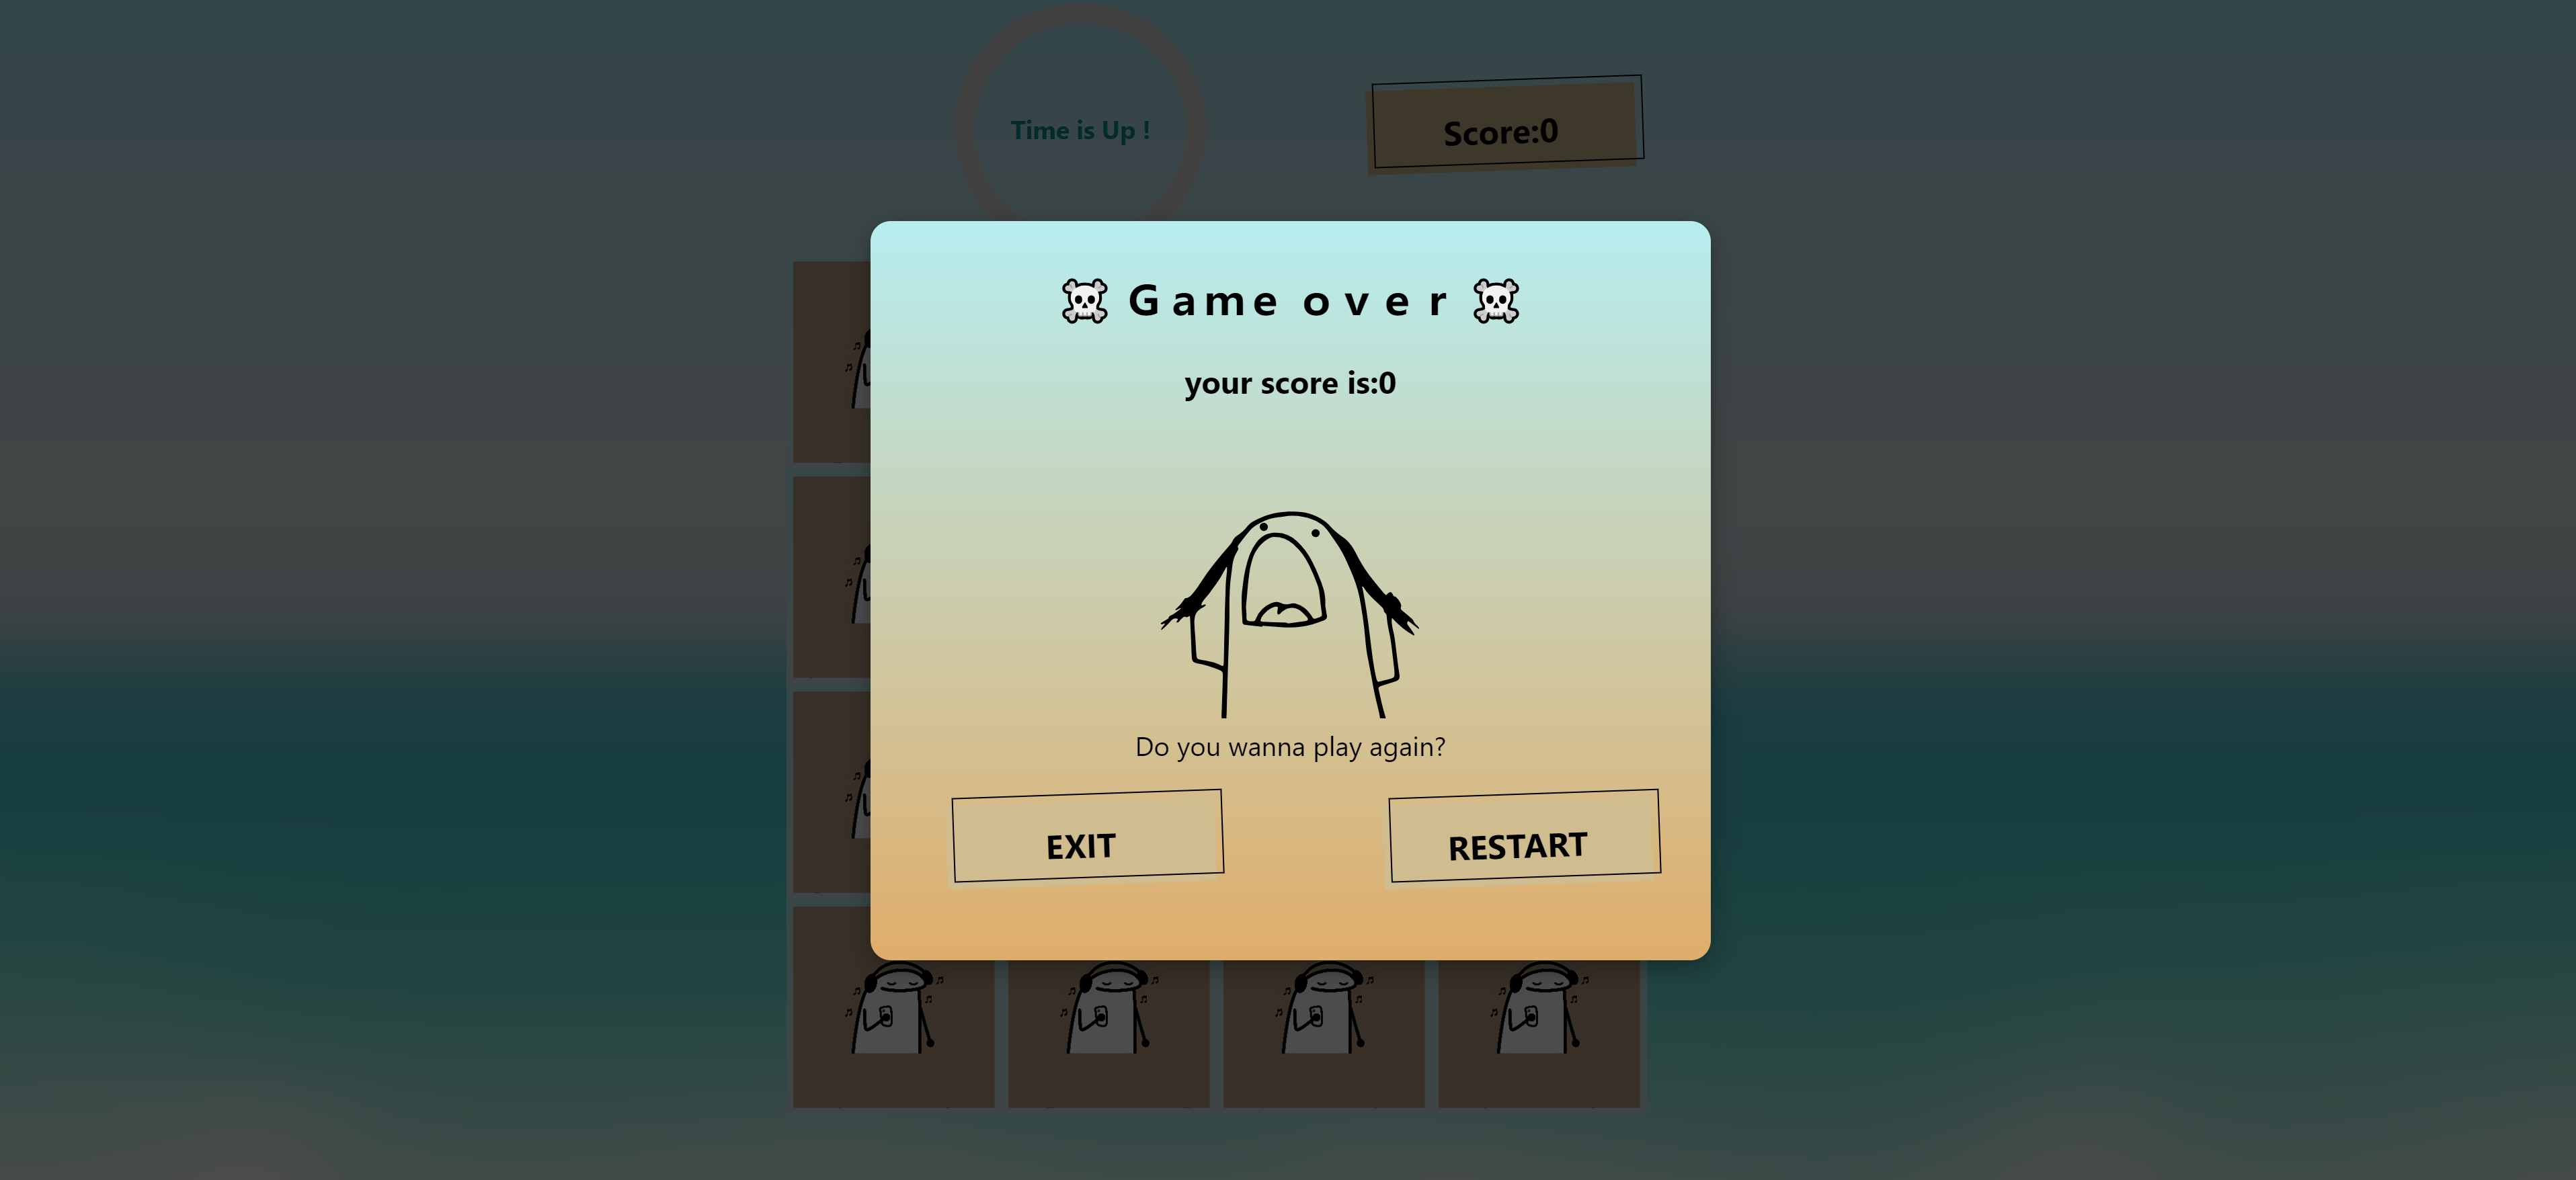 Time is Up !
Score:0
☠ Game over ☠
your score is:0
Do you wanna play again?
EXIT
RESTART